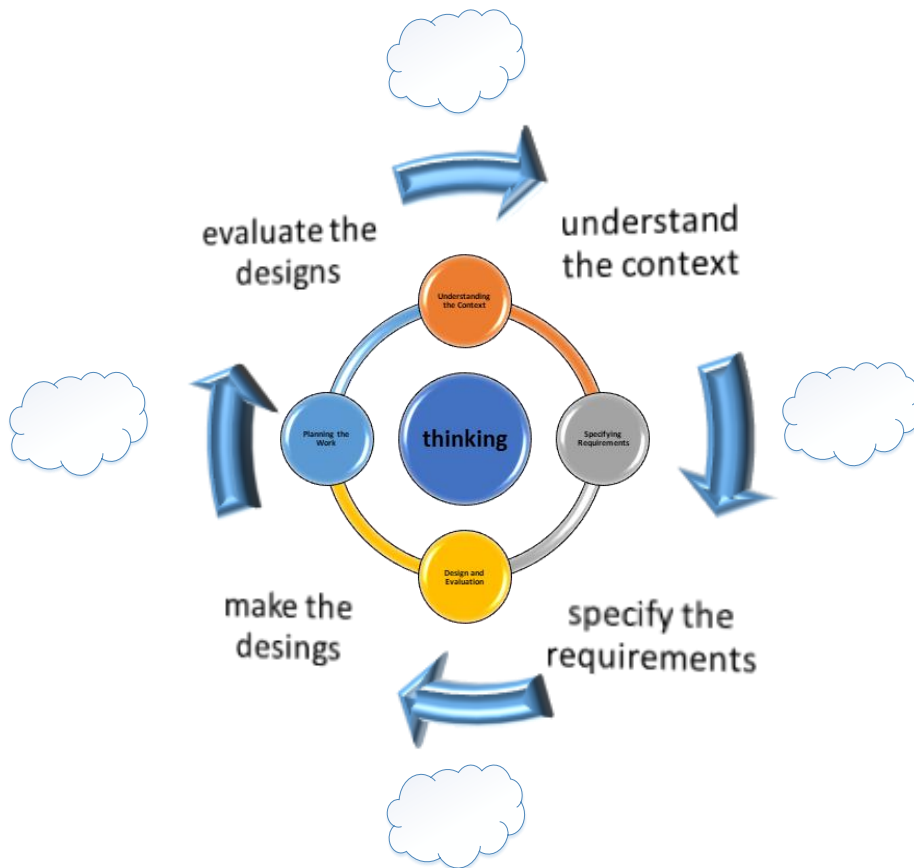 evaluate the
designs
understand
the context
Understanding
the Context
Planning the
Work
thinking
Specifying
Requirements
Design and
Evaluation
make the
desings
specify the
requirements